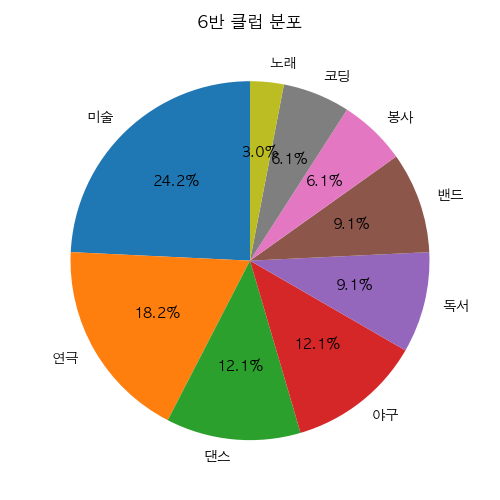 6반 클럽 분포
노래
코딩
봉사
미술
밴드
3.0%
6.1%
6.1%
24.2%
9.1%
9.1%
18.2%
독서
12.1%
12.1%
연극
야구
댄스